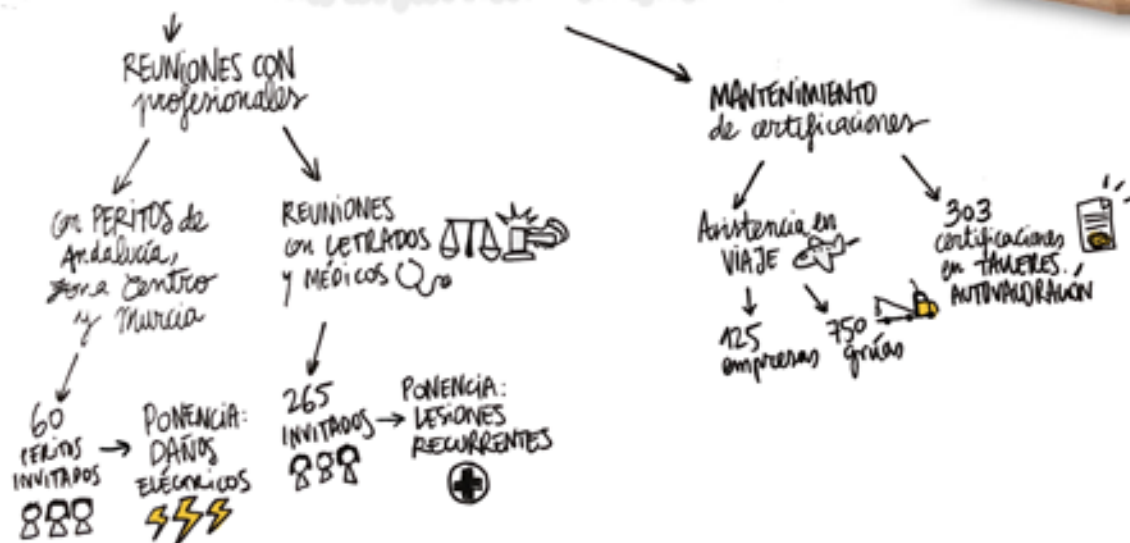 REUNIONES CON
profesionales
con PERITOS de
Andalucía,
zona Centro
y Murcia
60
PERITOS
INVITADOS
PONENCIA:
DAÑOS
ELÉCTRICOS
REUNIONES
con LETRADOS
y MÉDICOS
265
INVITADOS
PONENCIA:
LESIONES
RECURRENTES
MANTENIMIENTO
de certificaciones
Asistencia en
VIAJE
125
empresas
750
grúas
303
certificaciones
en TALLERES.
AUTOVALORACIÓN